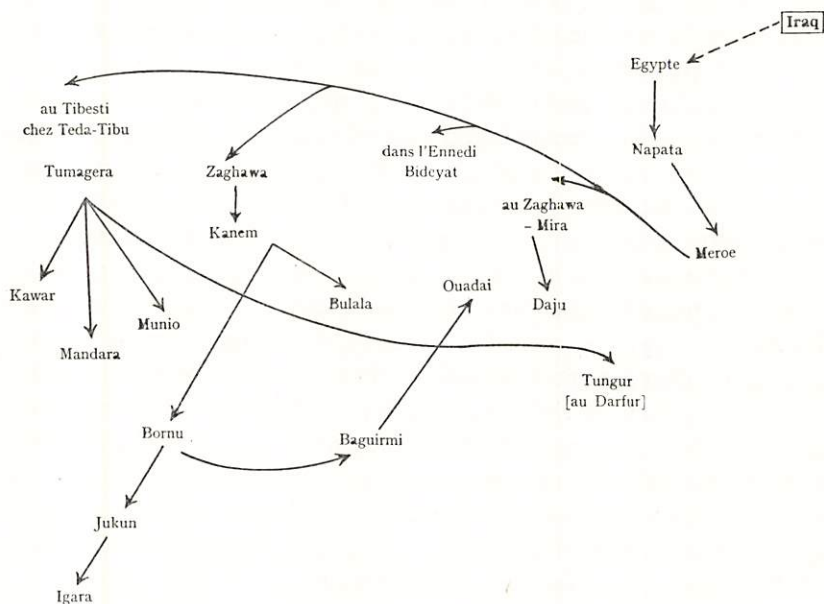 Iraq
Egypte
au Tibesti
chez Teda-Tibu
dans l'Ennedi
Bideyat
Napata
Tumagera
Zaghawa
au Zaghawa
– Mira
Kanem
Meroe
Ouadai
Kawar
Bulala
Daju
Munio
Mandara
Tungur
[au Darfur]
Bornu
Baguirmi
Jukun
Igara